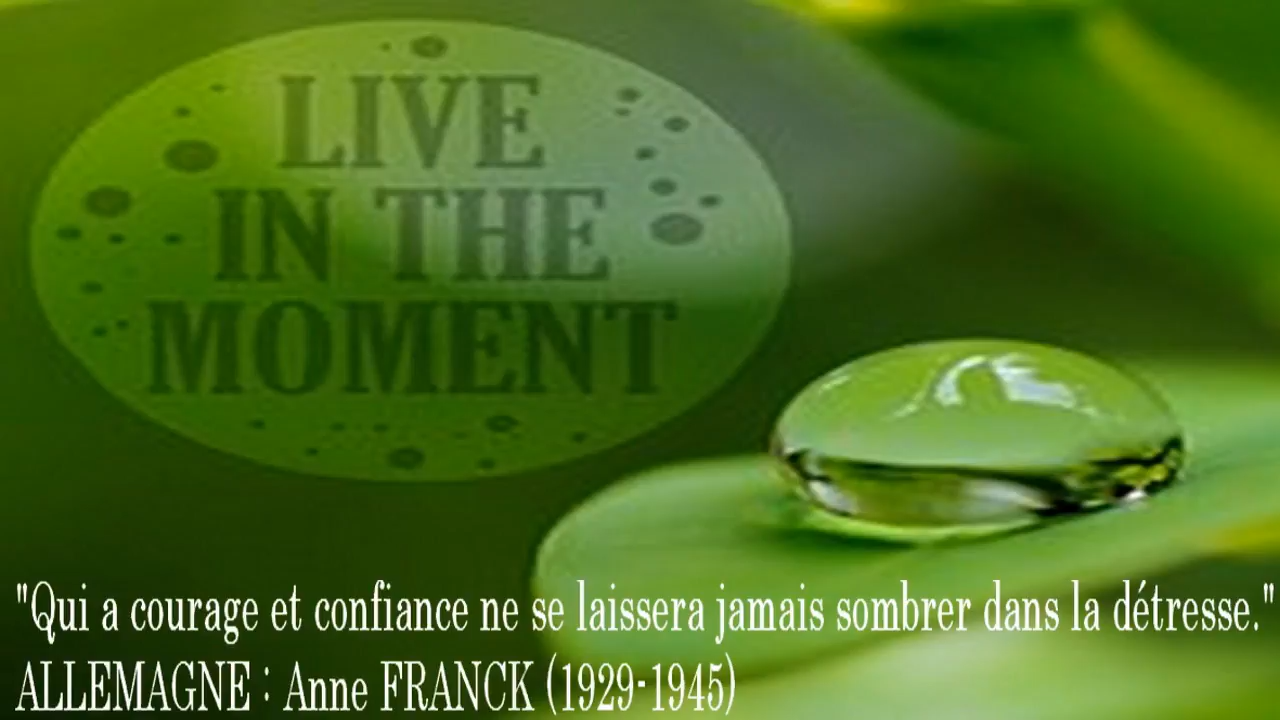 LIVE
IN THE
MOMENT
"Qui a courage et confiance ne se laissera jamais sombrer dans la détresse."
ALLEMAGNE : Anne FRANCK (1929-1945)